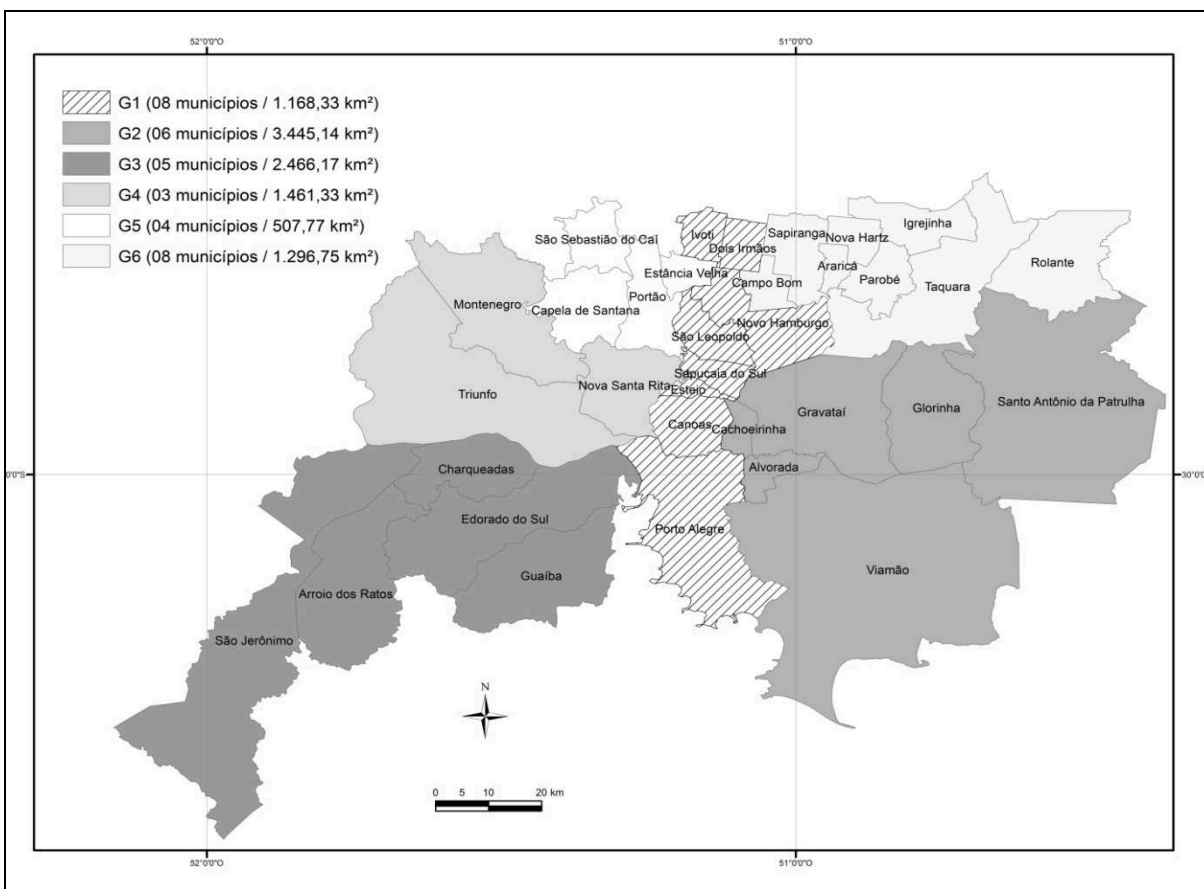 52°0'0"O
51°0'0"O
G1 (08 municípios / 1.168,33 km²)
G2 (06 municípios / 3.445,14 km²)
G3 (05 municípios / 2.466,17 km²)
G4 (03 municípios / 1.461,33 km²)
G5 (04 municípios / 507,77 km²)
G6 (08 municípios / 1.296,75 km²)
São Sebastião do Caí
Ivoti
Dois Irmãos
Sapiranga
Nova Hartz
Igrejinha
Rolante
Estância Velha
Campo Bom
Araricá
Parobé
Taquara
Montenegro
Capela de Santana
Portão
São Leopoldo
Novo Hamburgo
Sapucaia do Sul
Esteio
Nova Santa Rita
Triunfo
Canoas
Cachoeirinha
Gravataí
Glorinha
Santo Antônio da Patrulha
Charqueadas
Alvorada
0'0"S
30°0'0
Edorado do Sul
Porto Alegre
Guaíba
Viamão
Arroio dos Ratos
São Jerônimo
N
0 5 10 20 km
52°0'0"O
51°0'0"O